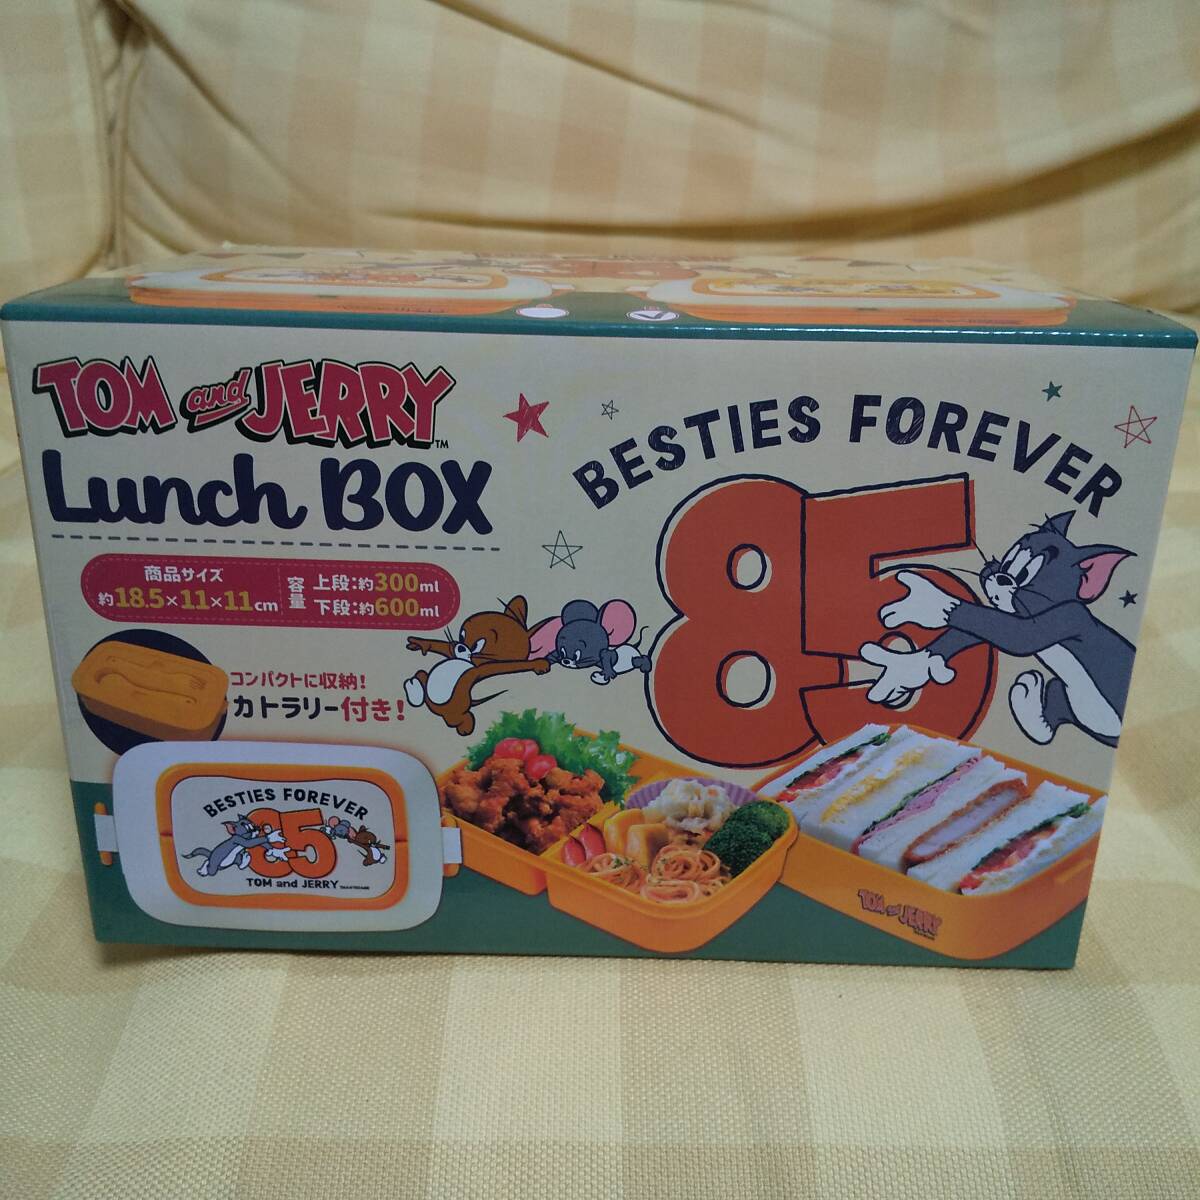 TOM and JERRY™
Lunch BOX
BESTIES FOREVER
85
商品サイズ
約18.5×11×11cm
容量
上段:約300ml
下段:約600ml
コンパクトに収納!
カトラリー付き!
BESTIES FOREVER
85
TOM and JERRY
TOM and JERRY